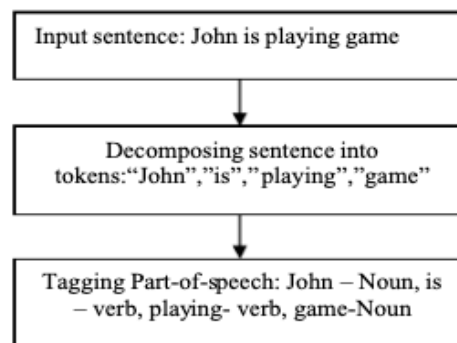 Input sentence: John is playing game
Decomposing sentence into
tokens:“John”,”is”,”playing”,”game”
Tagging Part-of-speech: John – Noun, is
– verb, playing- verb, game-Noun